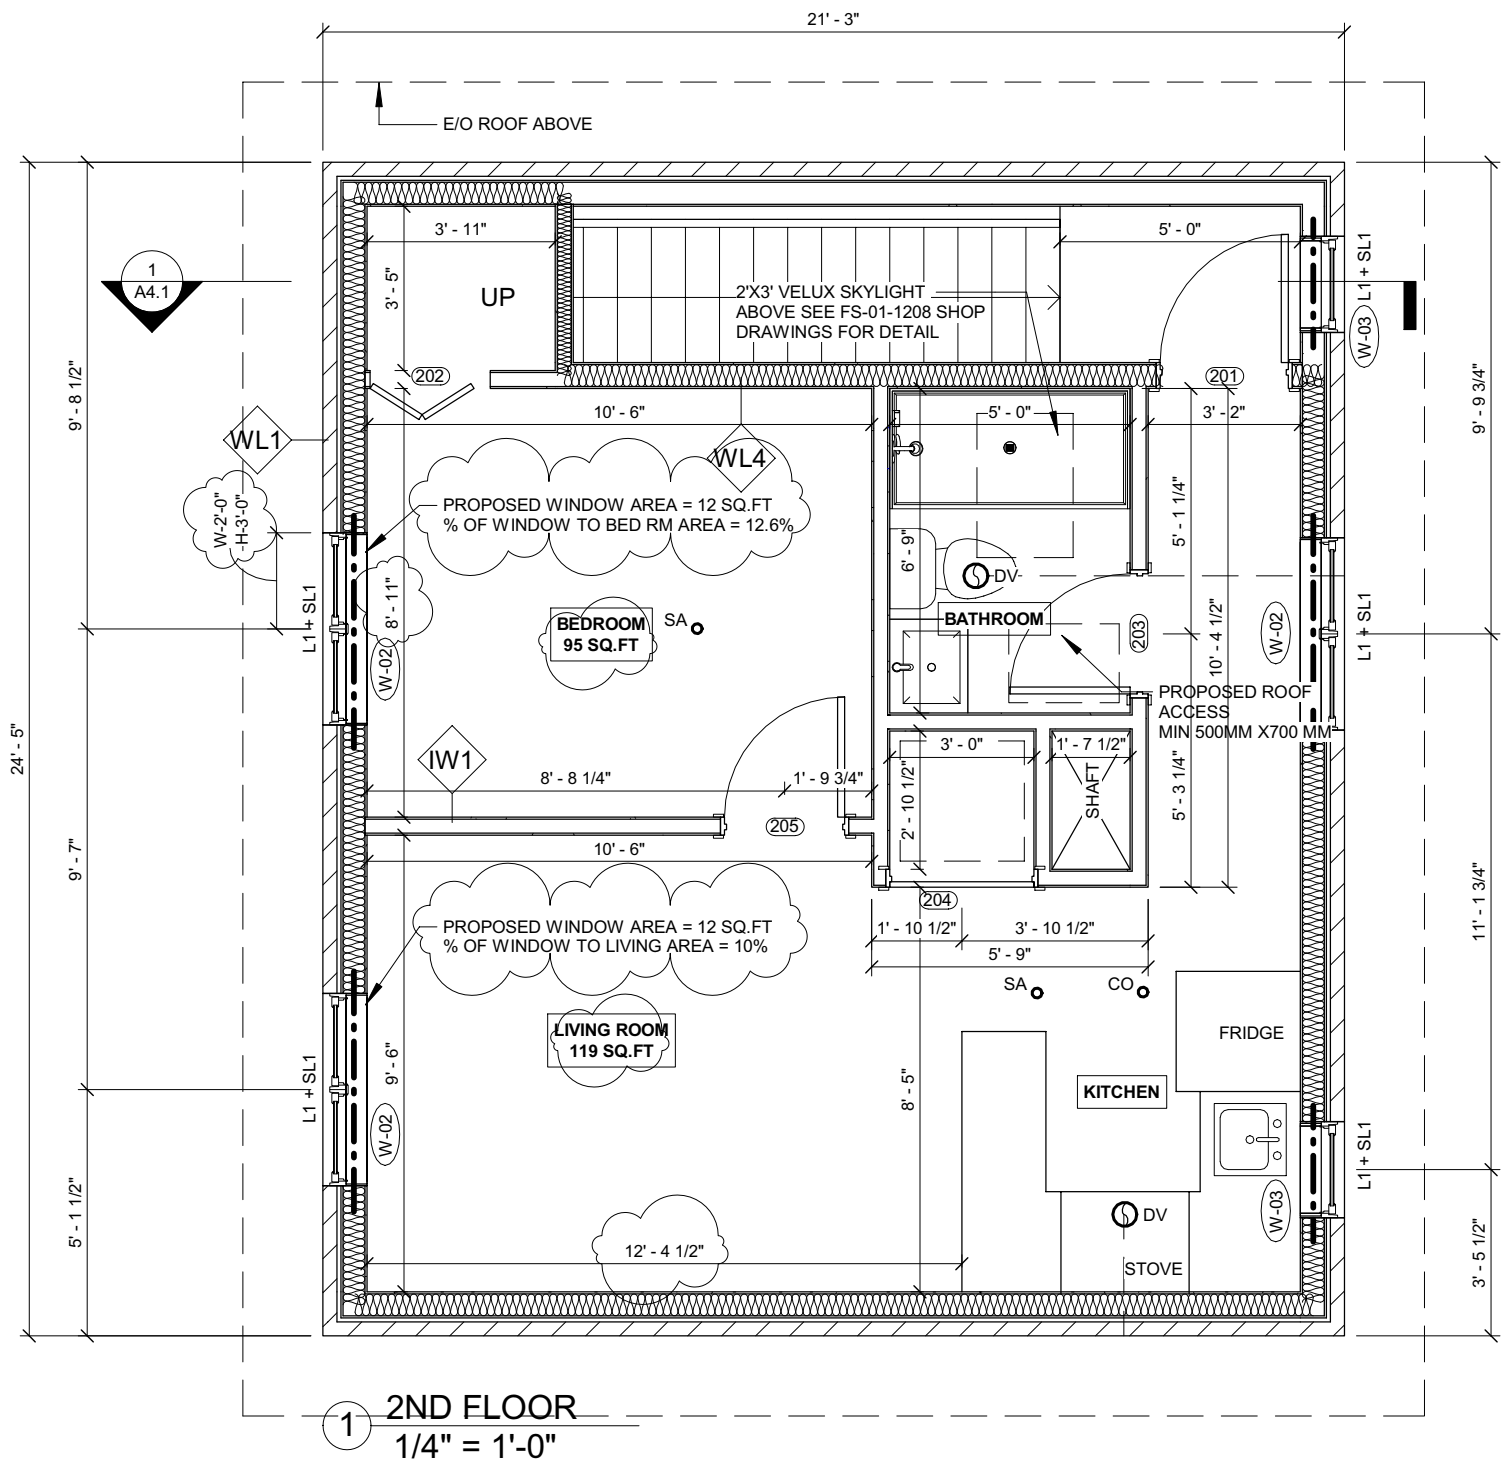 21' - 3"
E/O ROOF ABOVE
24' - 5"
9' - 8 1/2"
9' - 7"
5' - 1 1/2"
9' - 9 3/4"
11' - 1 3/4"
3' - 5 1/2"
1
A4.1
3' - 11"
3' - 5"
UP
5' - 0"
2'X3' VELUX SKYLIGHT
ABOVE SEE FS-01-1208 SHOP
DRAWINGS FOR DETAIL
L1 + SL1
W-03
202
201
10' - 6"
5' - 0"
3' - 2"
WL1
WL4
W-2'-0"
H-3'-0"
PROPOSED WINDOW AREA = 12 SQ.FT
% OF WINDOW TO BED RM AREA = 12.6%
8' - 11"
6' - 9"
5' - 1 1/4"
10' - 4 1/2"
DV
L1 + SL1
W-02
BEDROOM
95 SQ.FT
SA
BATHROOM
203
W-02
L1 + SL1
PROPOSED ROOF
ACCESS
MIN 500MM X700 MM
IW1
8' - 8 1/4"
1' - 9 3/4"
3' - 0"
1' - 7 1/2"
2' - 10 1/2"
SHAFT
5' - 3 1/4"
205
10' - 6"
204
PROPOSED WINDOW AREA = 12 SQ.FT
% OF WINDOW TO LIVING AREA = 10%
1' - 10 1/2"
3' - 10 1/2"
5' - 9"
SA
CO
LIVING ROOM
119 SQ.FT
9' - 6"
8' - 5"
FRIDGE
KITCHEN
L1 + SL1
W-02
L1 + SL1
W-03
DV
12' - 4 1/2"
STOVE
1
2ND FLOOR
1/4" = 1'-0"